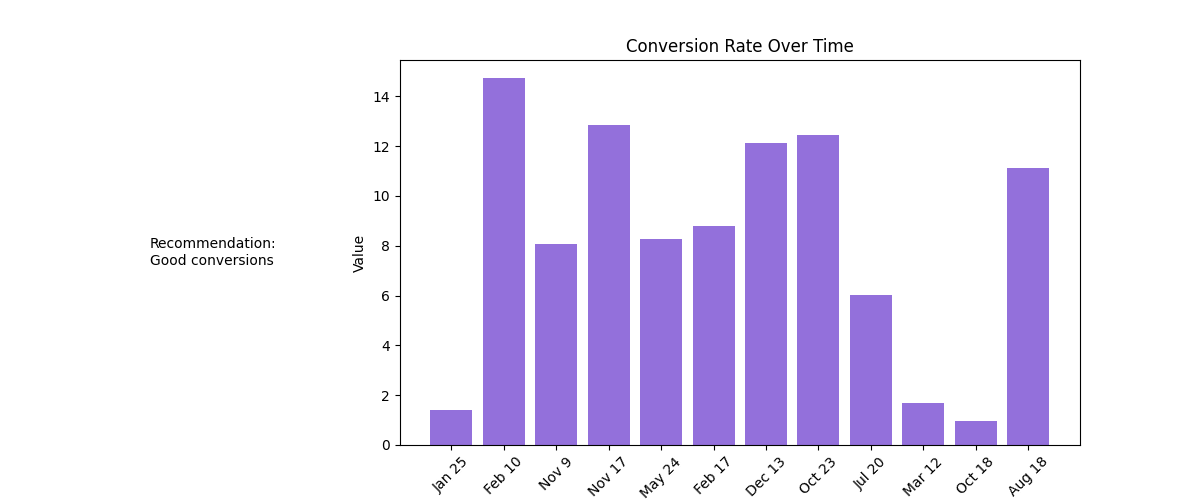 Conversion Rate Over Time
Recommendation:
Good conversions
Value
14
12
10
8
6
4
2
0
Jan 25
Feb 10
Nov 9
Nov 17
May 24
Feb 17
Dec 13
Oct 23
Jul 20
Mar 12
Oct 18
Aug 18